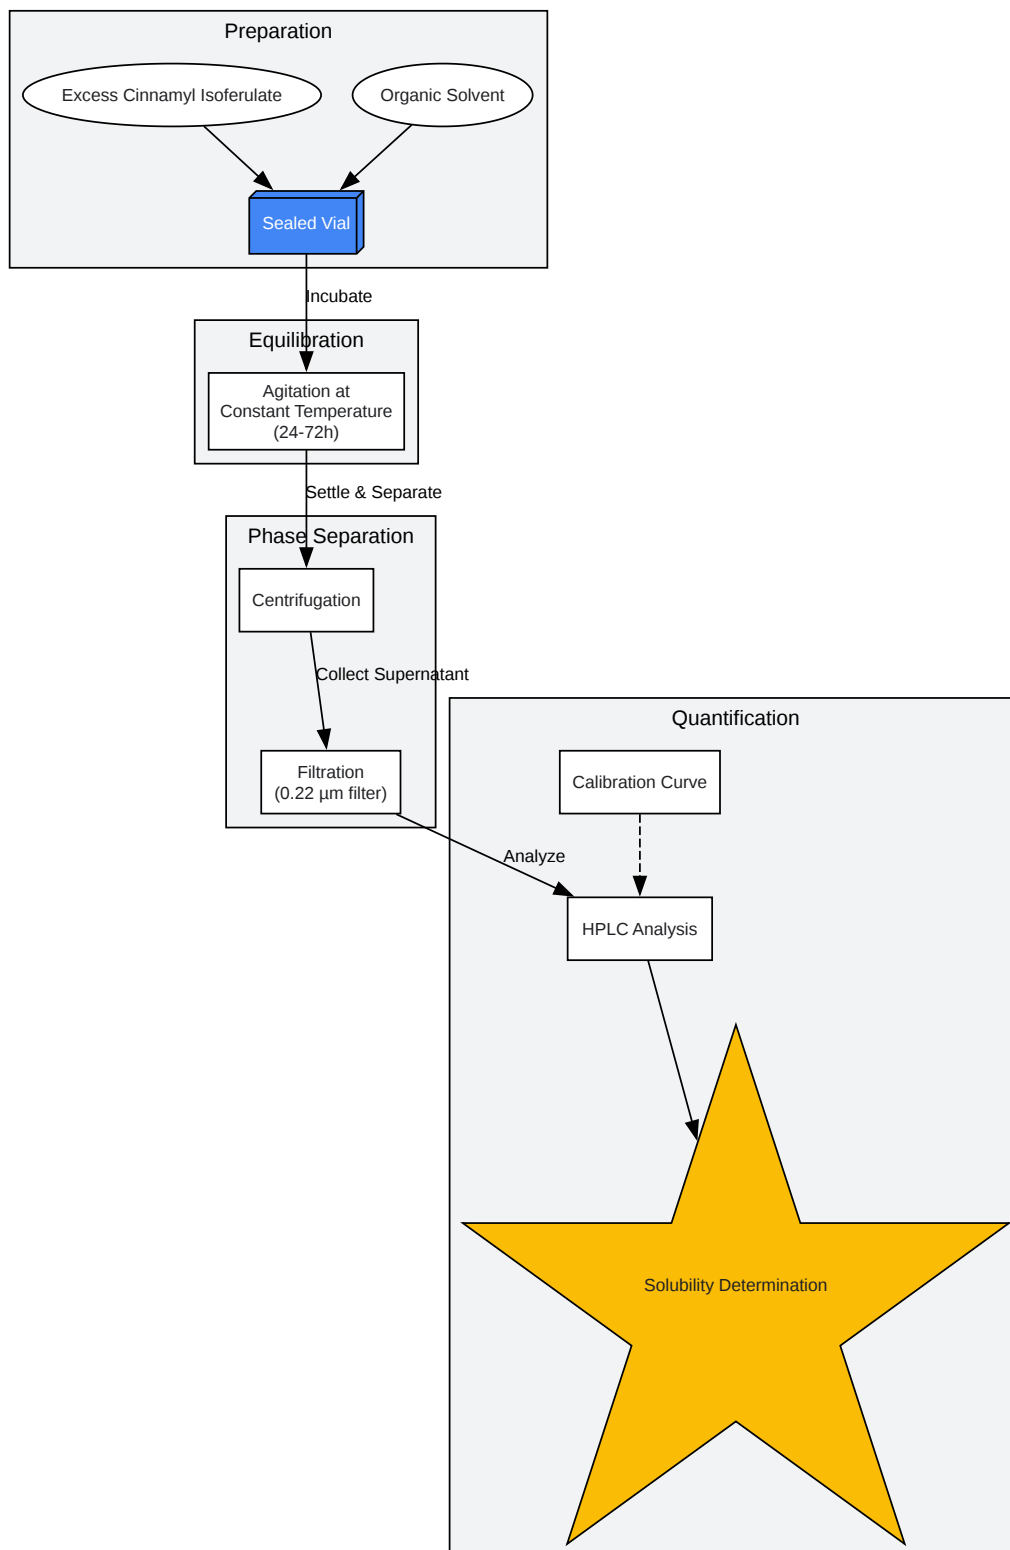 Preparation
Excess Cinnamyl Isoferulate
Organic Solvent
Sealed Vial
Incubate
Equilibration
Agitation at
Constant Temperature
(24-72h)
Settle & Separate
Phase Separation
Centrifugation
Collect Supernatant
Quantification
Filtration
(0.22 µm filter)
Calibration Curve
Analyze
HPLC Analysis
Solubility Determination